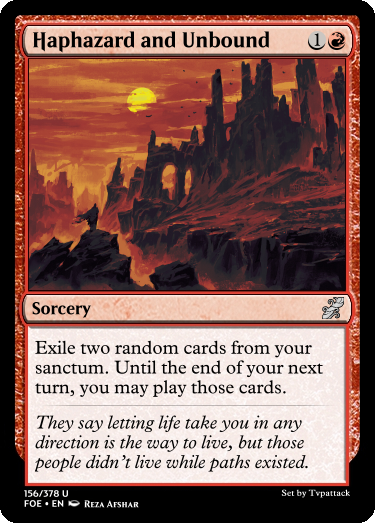 Haphazard and Unbound 1
Sorcery
Exile two random cards from your
sanctum. Until the end of your next
turn, you may play those cards.
They say letting life take you in any
direction is the way to live, but those
people didn't live while paths existed.
156/378 U
Set by Tvpattack
FOE • EN Reza Afshar